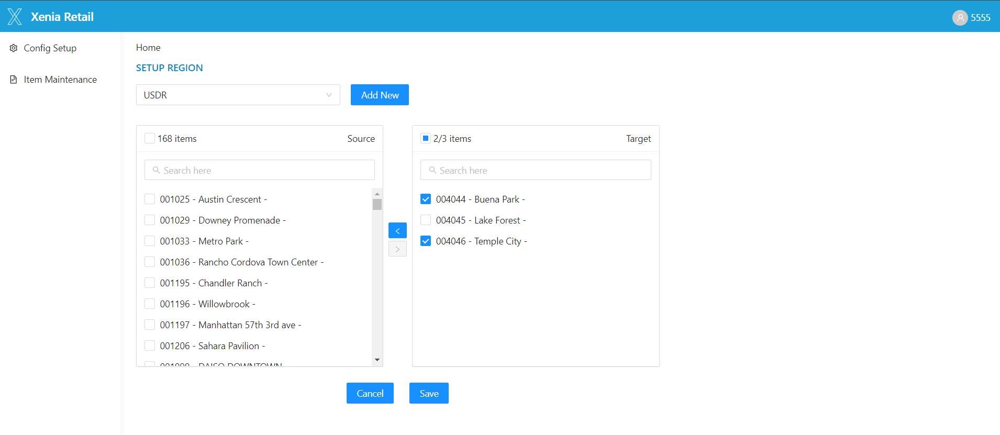 Xenia Retail
5555
Config Setup
Item Maintenance
Home
SETUP REGION
USDR
Add New
168 items
Source
Search here
001025 - Austin Crescent -
001029 - Downey Promenade -
001033 - Metro Park -
001036 - Rancho Cordova Town Center -
001195 - Chandler Ranch -
001196 - Willowbrook -
001197 - Manhattan 57th 3rd ave -
001206 - Sahara Pavilion -
DAISO DOWNTOWN
<
>
2/3 items
Target
Search here
004044 - Buena Park -
004045 - Lake Forest -
004046 - Temple City -
Cancel
Save